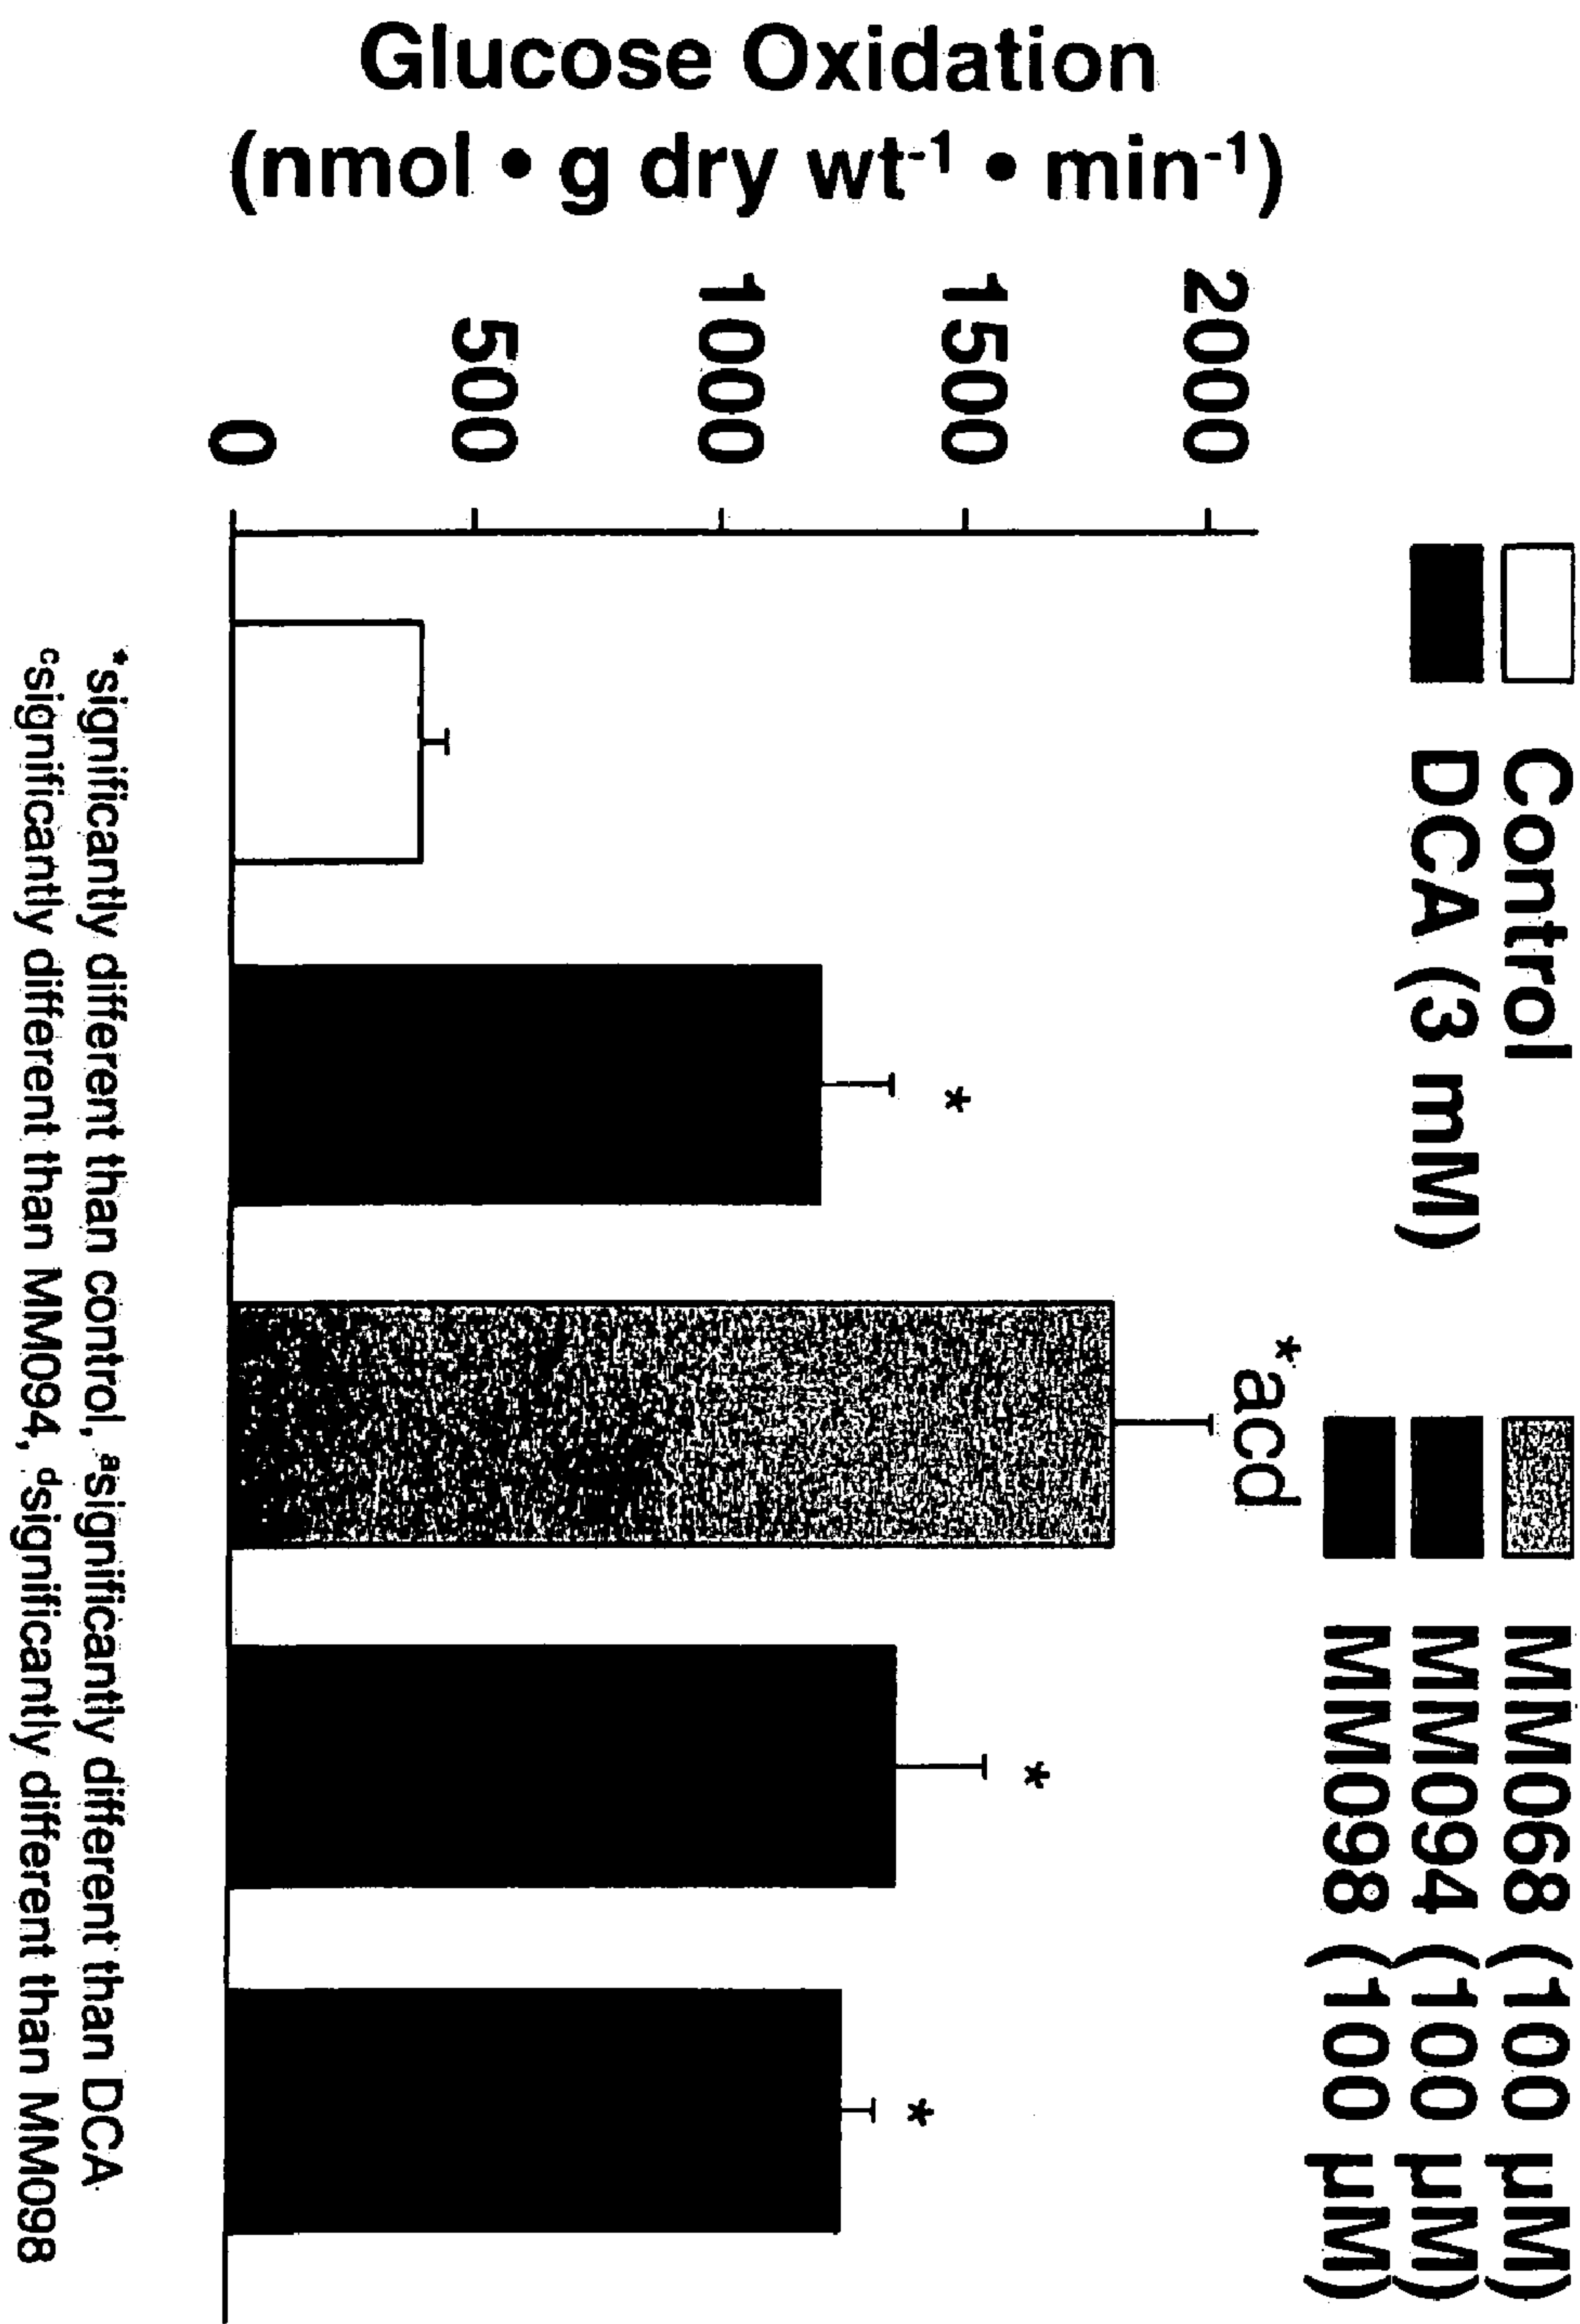 Control
DCA (3 mM)
MM068 (100 µM)
MM094 (100 µM)
MM098 (100 µM)
Glucose Oxidation
(nmol • g dry wt⁻¹ • min⁻¹)
2000
1500
1000
500
0
*
*acd
*
*
*significantly different than control, ᵃsignificantly different than DCA
ᶜsignificantly different than MM094, ᵈsignificantly different than MM098